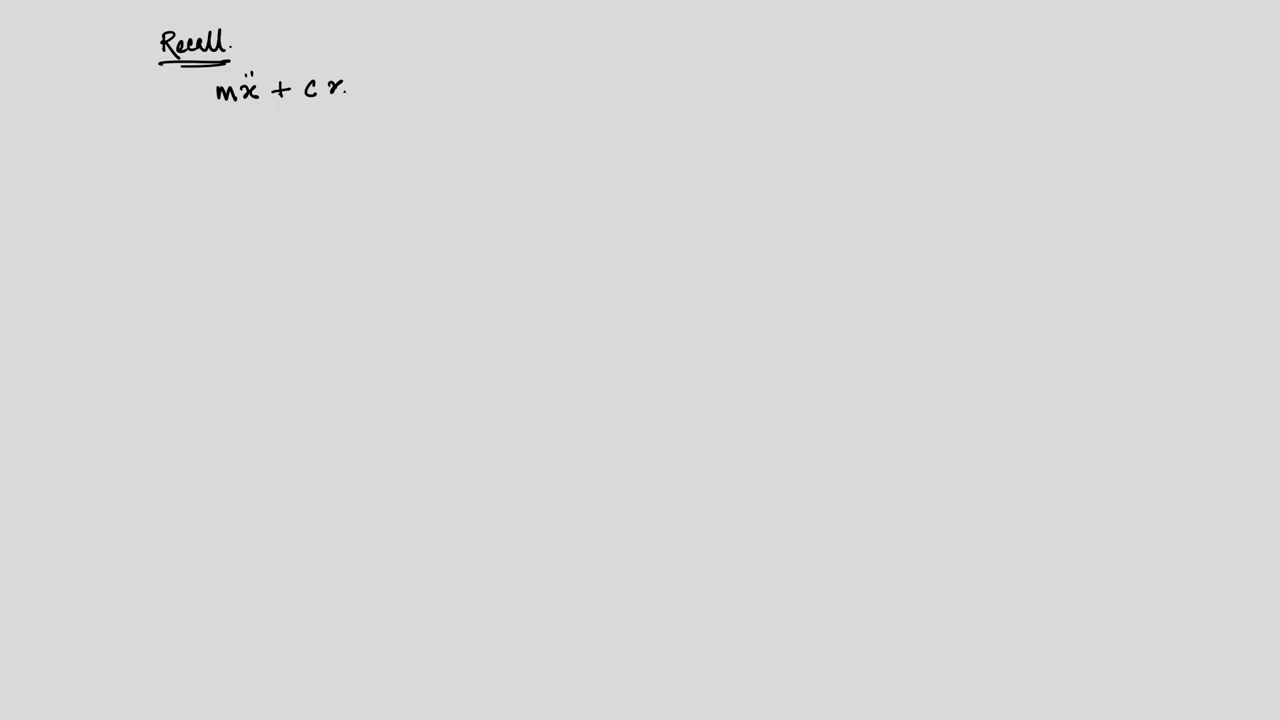 Recall.
mẍ + c r.